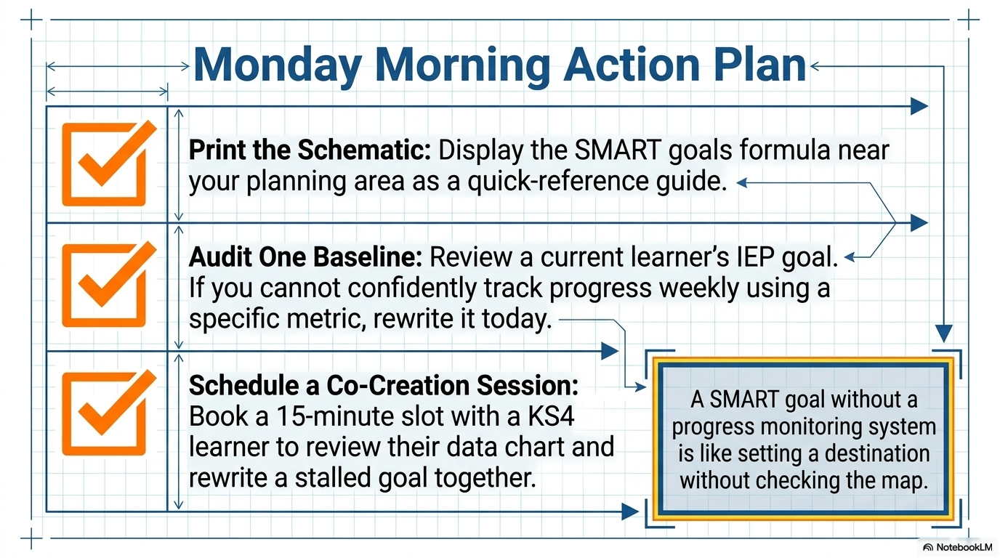 Monday Morning Action Plan
Print the Schematic: Display the SMART goals formula near
your planning area as a quick-reference guide.
Audit One Baseline: Review a current learner’s IEP goal.
If you cannot confidently track progress weekly using a
specific metric, rewrite it today.
Schedule a Co-Creation Session:
Book a 15-minute slot with a KS4
learner to review their data chart and
rewrite a stalled goal together.
A SMART goal without a
progress monitoring system
is like setting a destination
without checking the map.
NotebookLM